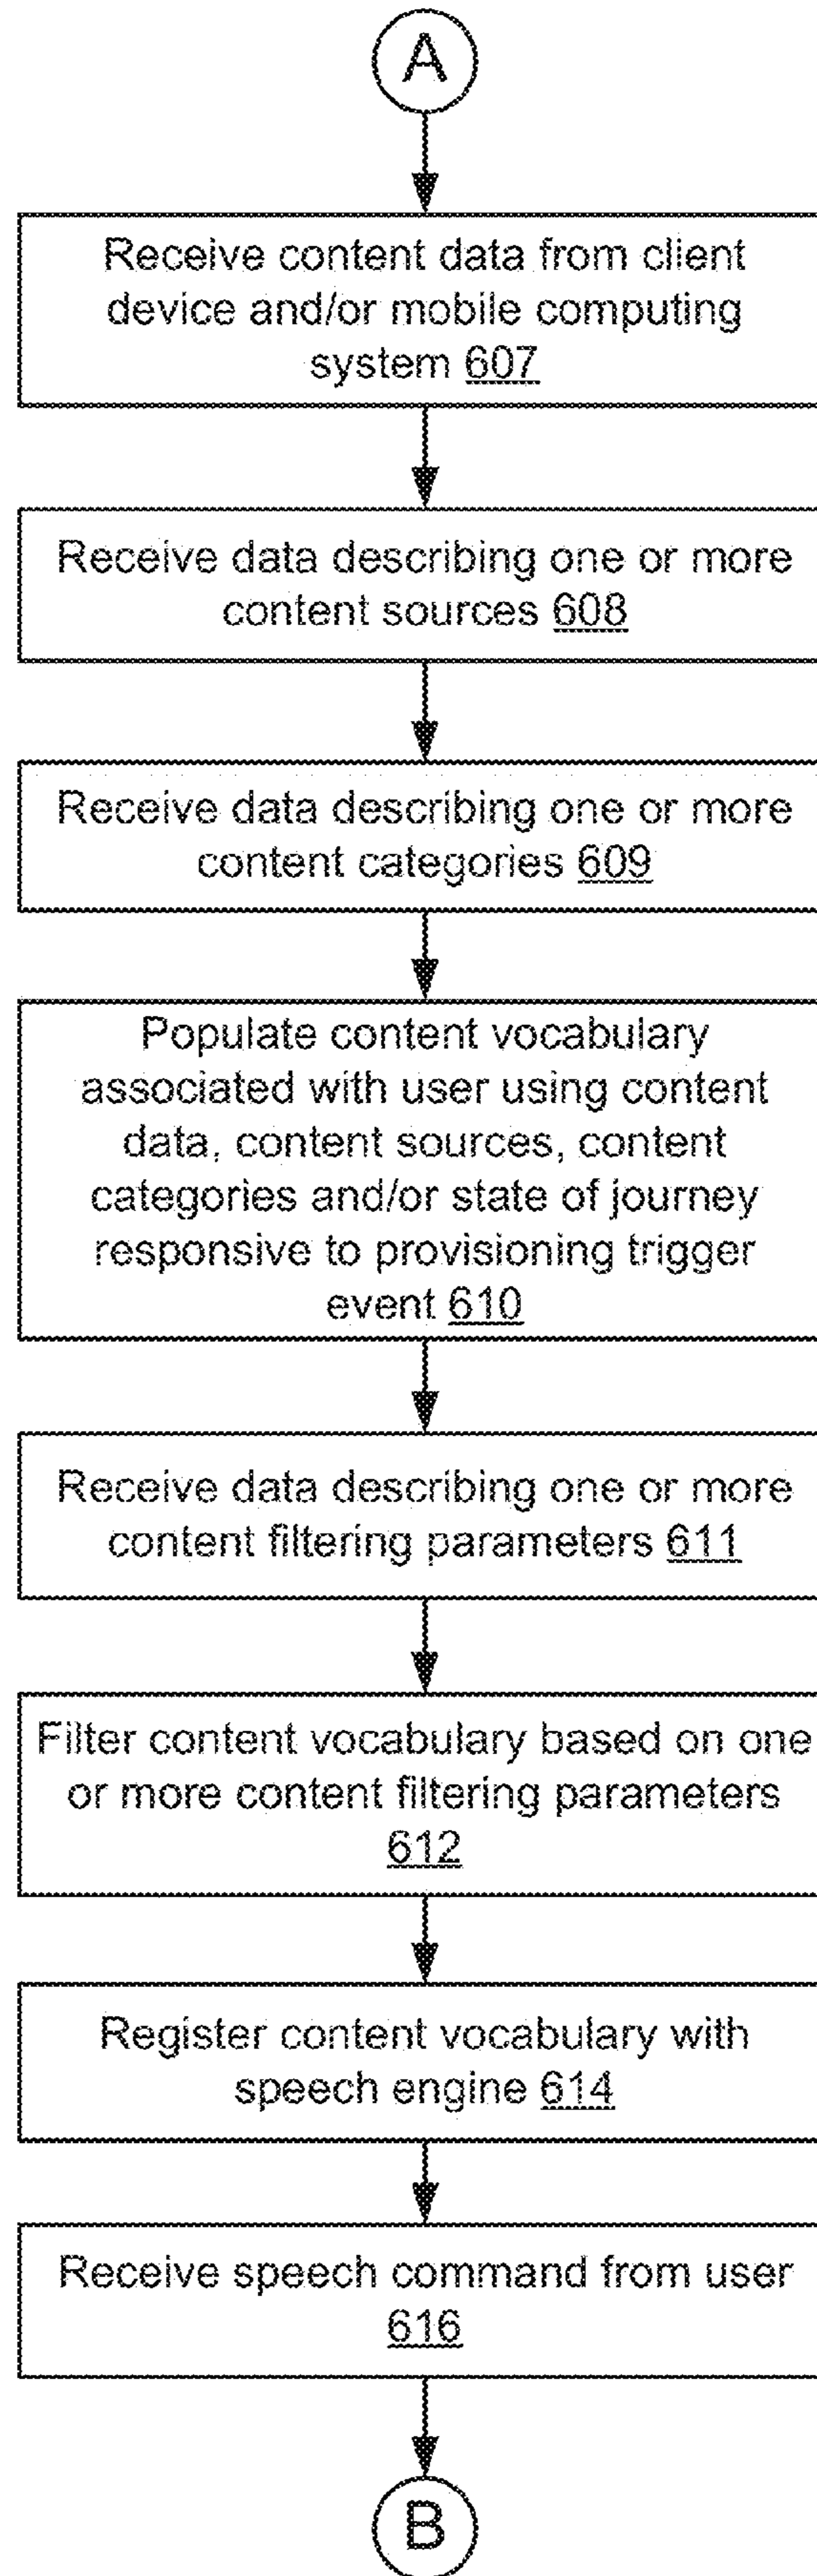 A
Receive content data from client
device and/or mobile computing
system 607
Receive data describing one or more
content sources 608
Receive data describing one or more
content categories 609
Populate content vocabulary
associated with user using content
data, content sources, content
categories and/or state of journey
responsive to provisioning trigger
event 610
Receive data describing one or more
content filtering parameters 611
Filter content vocabulary based on one
or more content filtering parameters
612
Register content vocabulary with
speech engine 614
Receive speech command from user
616
B